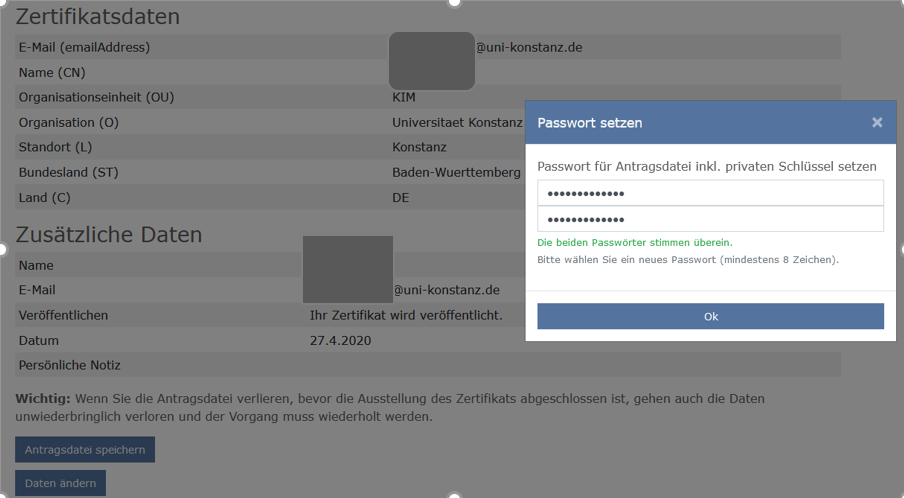 Zertifikatsdaten
E-Mail (emailAddress) @uni-konstanz.de
Name (CN)
Organisationseinheit (OU) KIM
Organisation (O) Universitaet Konstanz
Standort (L) Konstanz
Bundesland (ST) Baden-Wuerttemberg
Land (C) DE
Zusätzliche Daten
Name
E-Mail @uni-konstanz.de
Veröffentlichen Ihr Zertifikat wird veröffentlicht.
Datum 27.4.2020
Persönliche Notiz
Wichtig: Wenn Sie die Antragsdatei verlieren, bevor die Ausstellung des Zertifikats abgeschlossen ist, gehen auch die Daten
unwiederbringlich verloren und der Vorgang muss wiederholt werden.
Antragsdatei speichern
Daten ändern
Passwort setzen ×
Passwort für Antragsdatei inkl. privaten Schlüssel setzen
•••••••••••••
•••••••••••••
Die beiden Passwörter stimmen überein.
Bitte wählen Sie ein neues Passwort (mindestens 8 Zeichen).
Ok